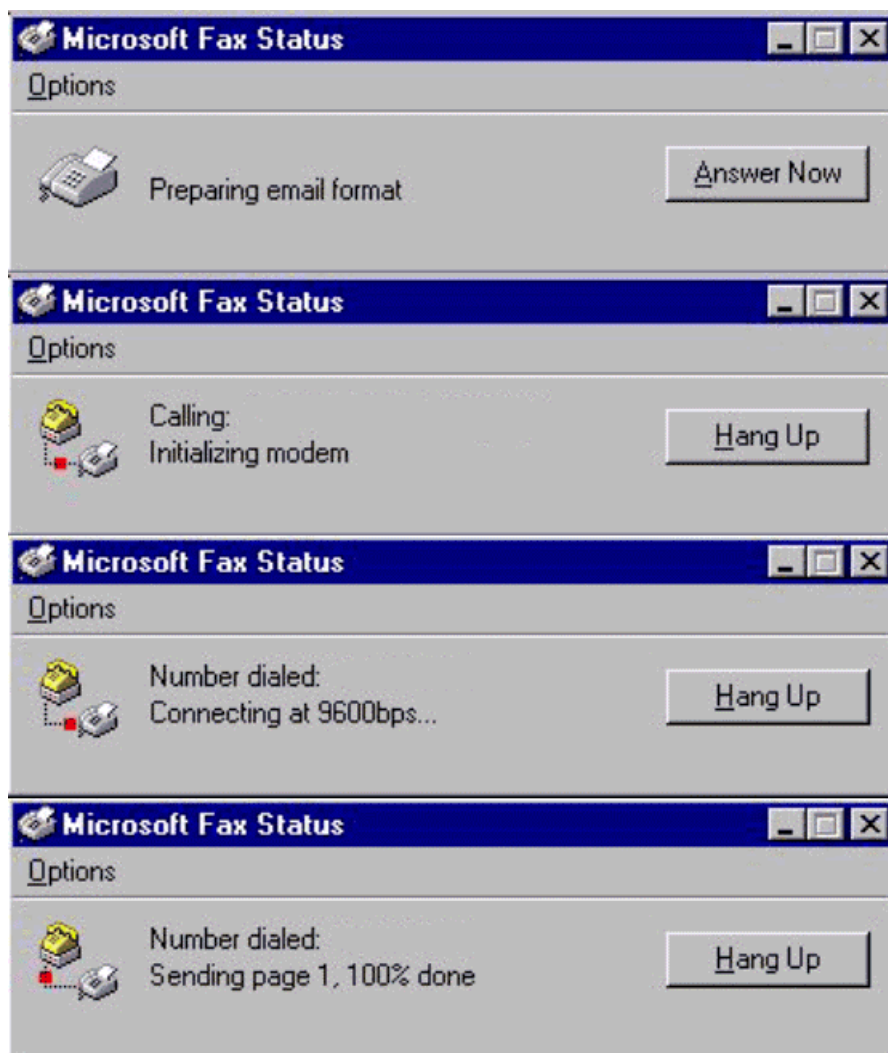 Microsoft Fax Status
Options
Preparing email format
Answer Now
Microsoft Fax Status
Options
Calling:
Initializing modem
Hang Up
Microsoft Fax Status
Options
Number dialed:
Connecting at 9600bps...
Hang Up
Microsoft Fax Status
Options
Number dialed:
Sending page 1, 100% done
Hang Up